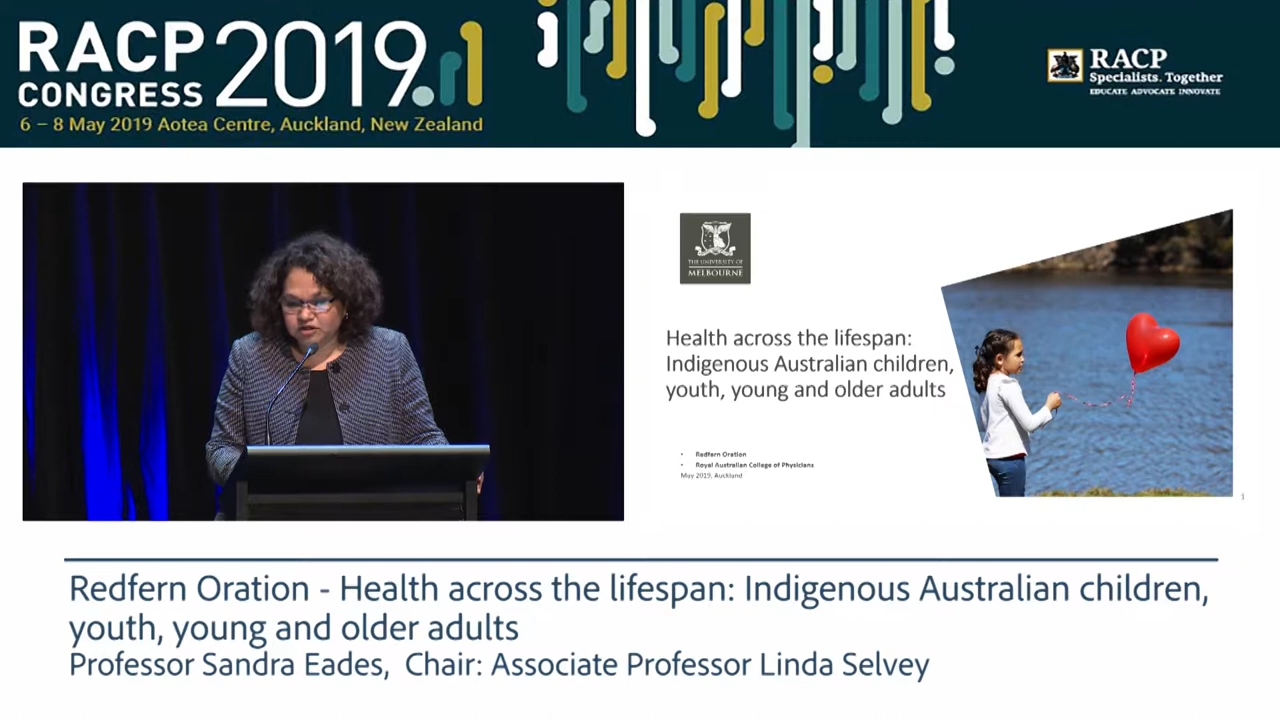 RACP
CONGRESS
2019
6 – 8 May 2019 Aotea Centre, Auckland, New Zealand
RACP
Specialists. Together
EDUCATE ADVOCATE INNOVATE
THE UNIVERSITY OF
MELBOURNE
Health across the lifespan:
Indigenous Australian children,
youth, young and older adults
• Redfern Oration
• Royal Australian College of Physicians
May 2019, Auckland
1
Redfern Oration - Health across the lifespan: Indigenous Australian children,
youth, young and older adults
Professor Sandra Eades, Chair: Associate Professor Linda Selvey